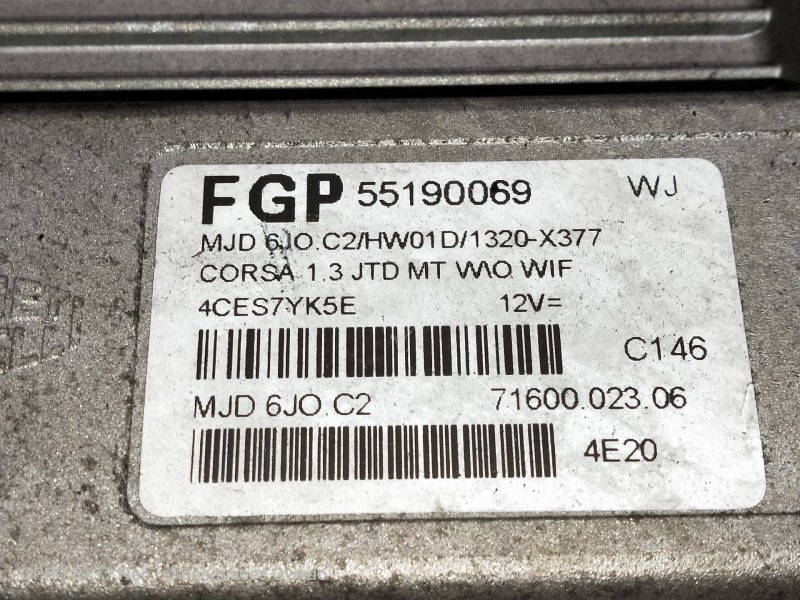 FGP 55190069 WJ
MJD 6JO.C2/HW01D/1320-X377
CORSA 1.3 JTD MT W\O WIF
4CES7YK5E 12V=
C146
MJD 6JO.C2 71600.023.06
4E20